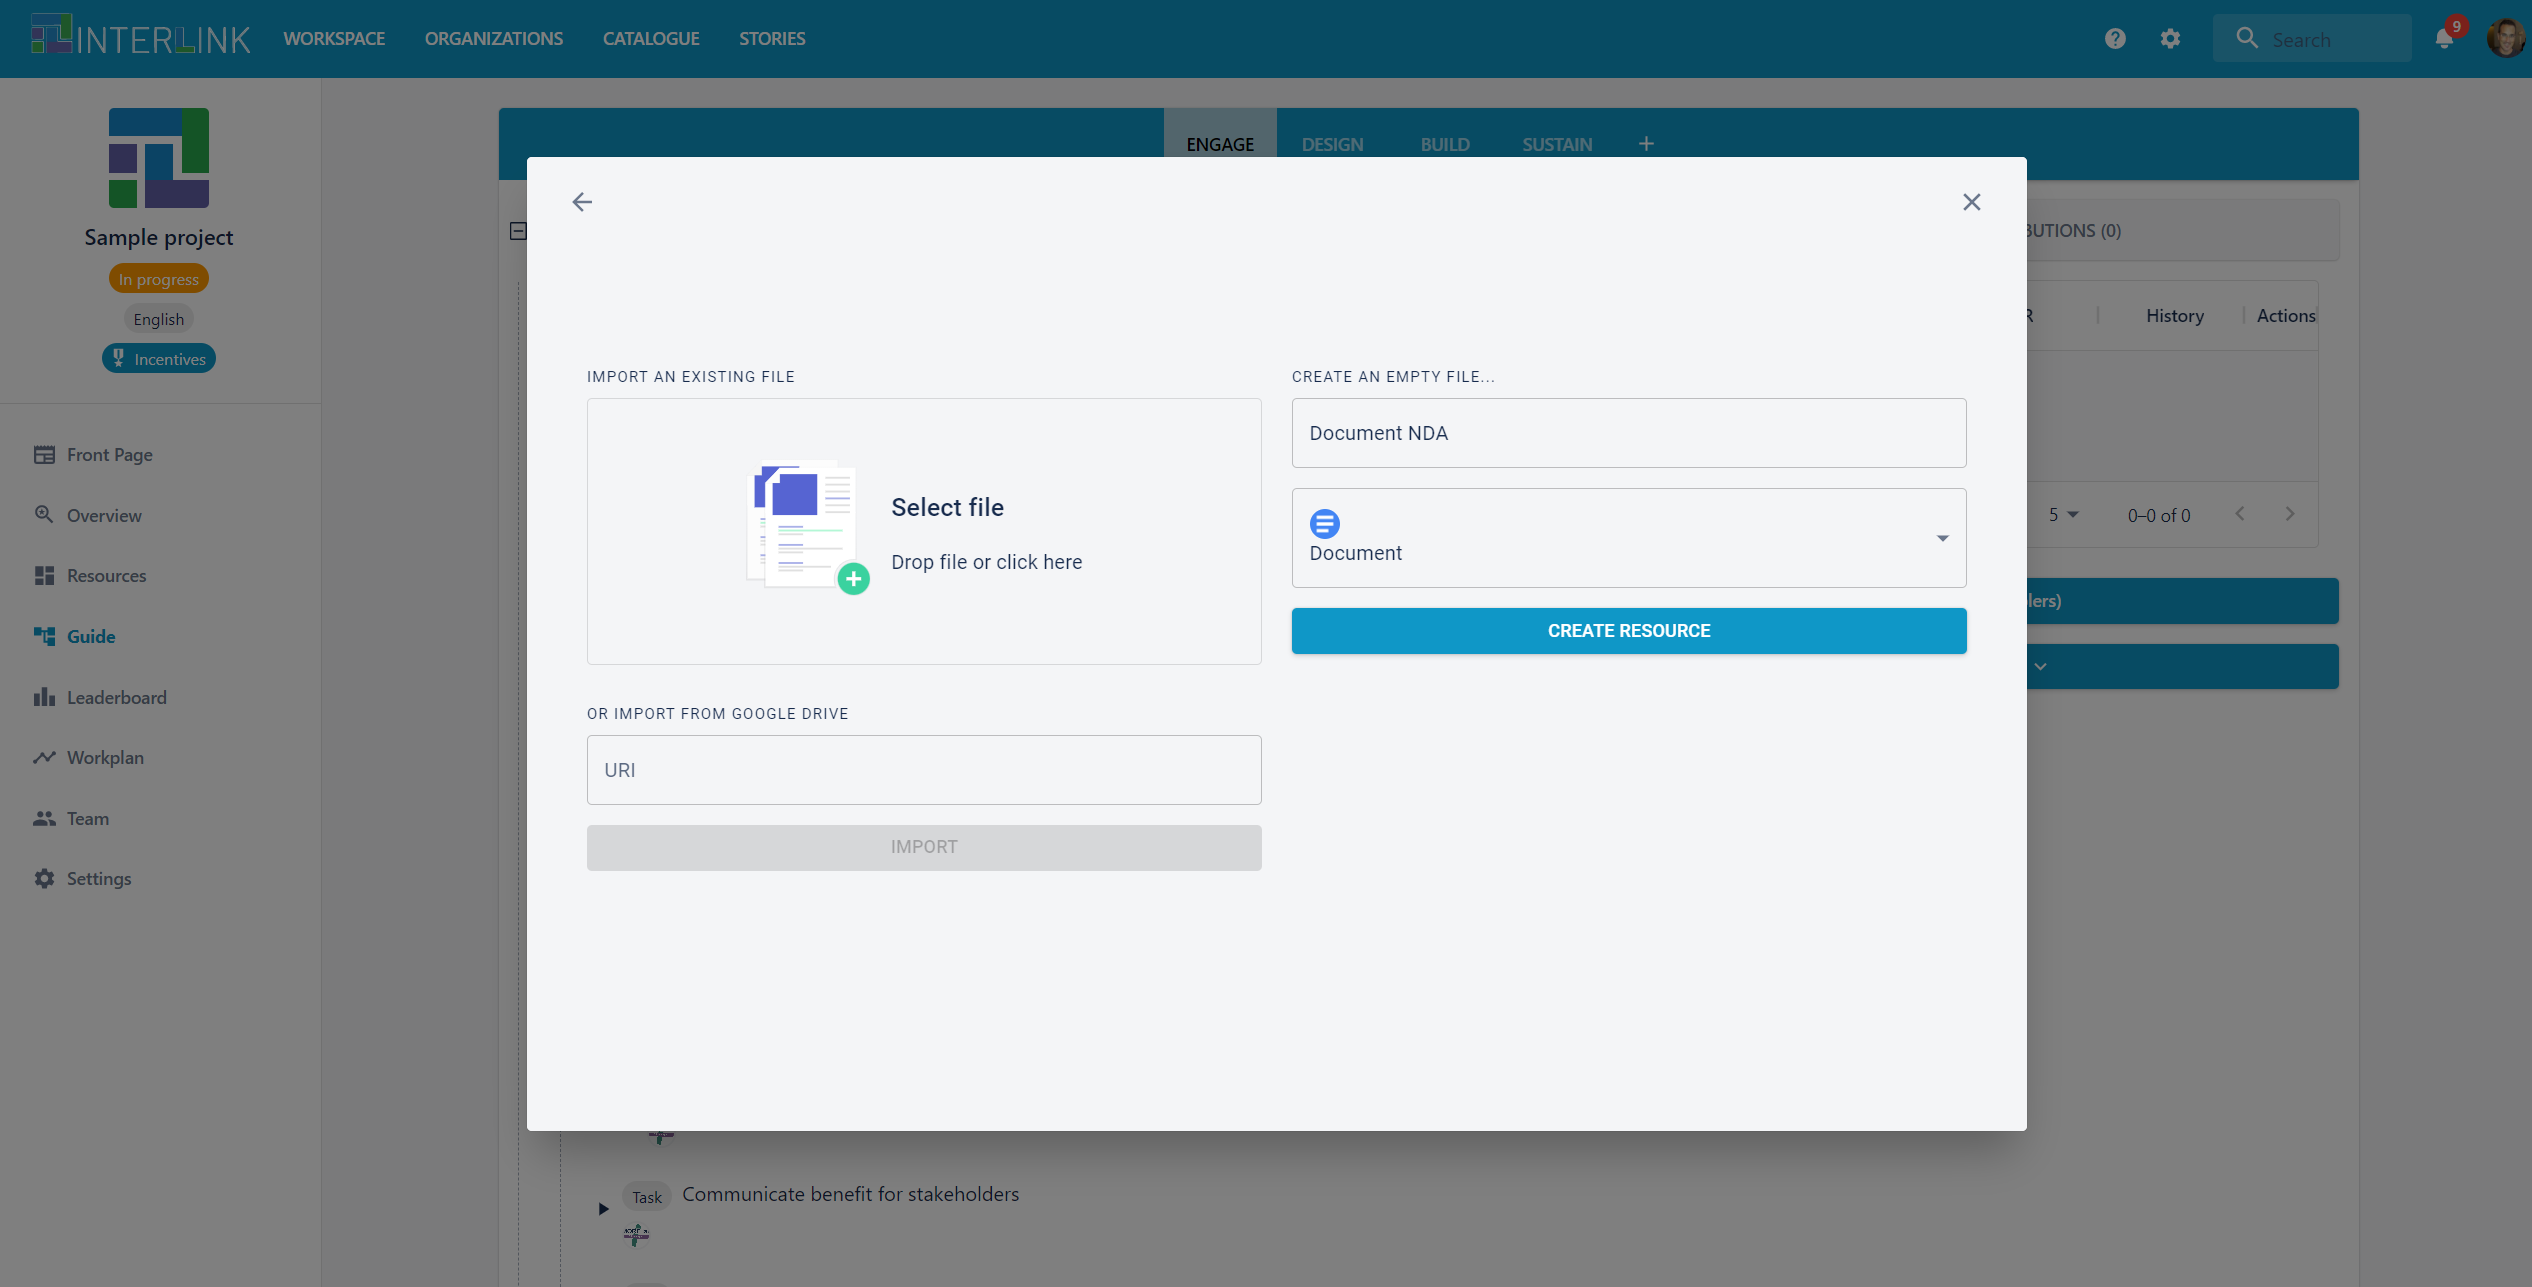 INTERLINK WORKSPACE ORGANIZATIONS CATALOGUE STORIES Search 9
Sample project
In progress
English
Incentives
Front Page
Overview
Resources
Guide
Leaderboard
Workplan
Team
Settings
ENGAGE DESIGN BUILD SUSTAIN
BUTIONS (0)
R History Actions
5 0–0 of 0
lers)
IMPORT AN EXISTING FILE
Select file
Drop file or click here
OR IMPORT FROM GOOGLE DRIVE
URI
IMPORT
CREATE AN EMPTY FILE...
Document NDA
Document
CREATE RESOURCE
Task Communicate benefit for stakeholders